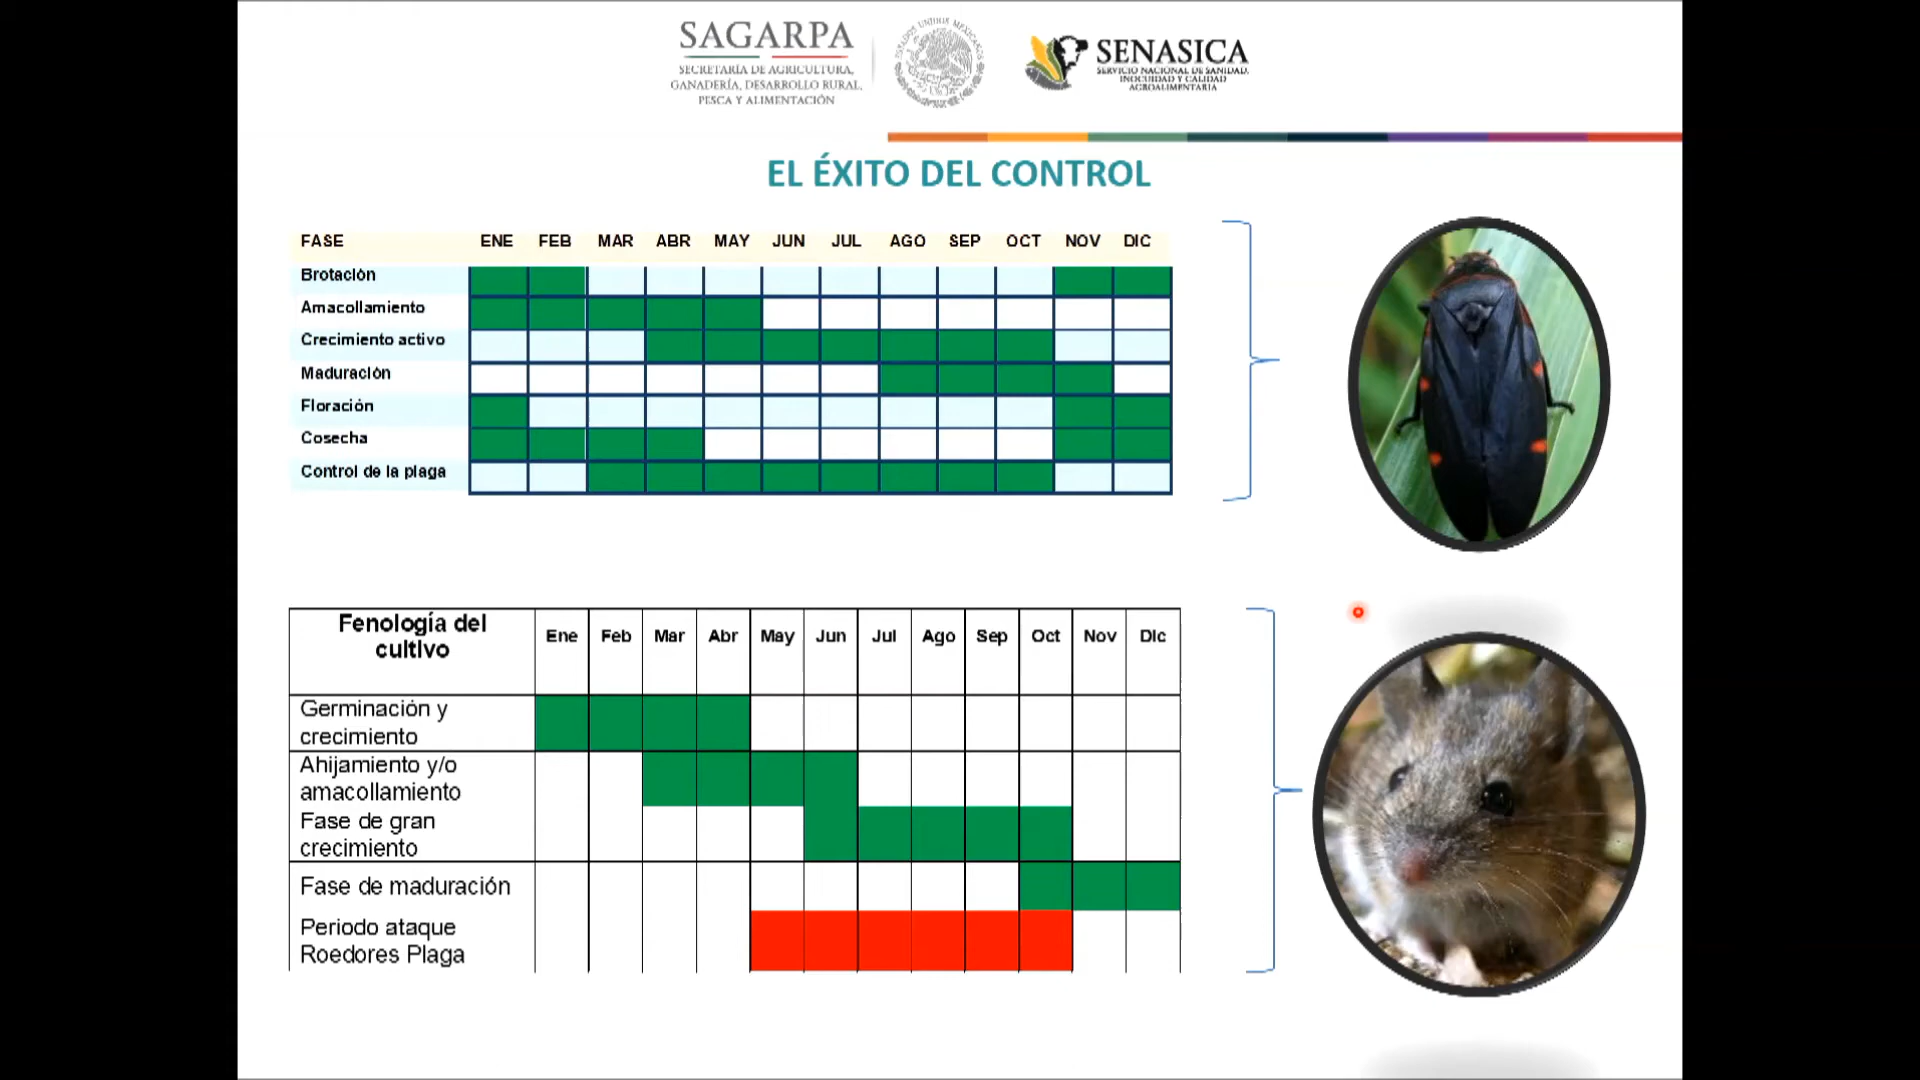 SAGARPA
SECRETARÍA DE AGRICULTURA,
GANADERÍA, DESARROLLO RURAL,
PESCA Y ALIMENTACIÓN
ESTADOS UNIDOS MEXICANOS
SENASICA
SERVICIO NACIONAL DE SANIDAD,
INOCUIDAD Y CALIDAD
AGROALIMENTARIA
EL ÉXITO DEL CONTROL
FASE ENE FEB MAR ABR MAY JUN JUL AGO SEP OCT NOV DIC
Brotación
Amacollamiento
Crecimiento activo
Maduración
Floración
Cosecha
Control de la plaga
Fenología del
cultivo
Ene Feb Mar Abr May Jun Jul Ago Sep Oct Nov Dic
Germinación y
crecimiento
Ahijamiento y/o
amacollamiento
Fase de gran
crecimiento
Fase de maduración
Periodo ataque
Roedores Plaga